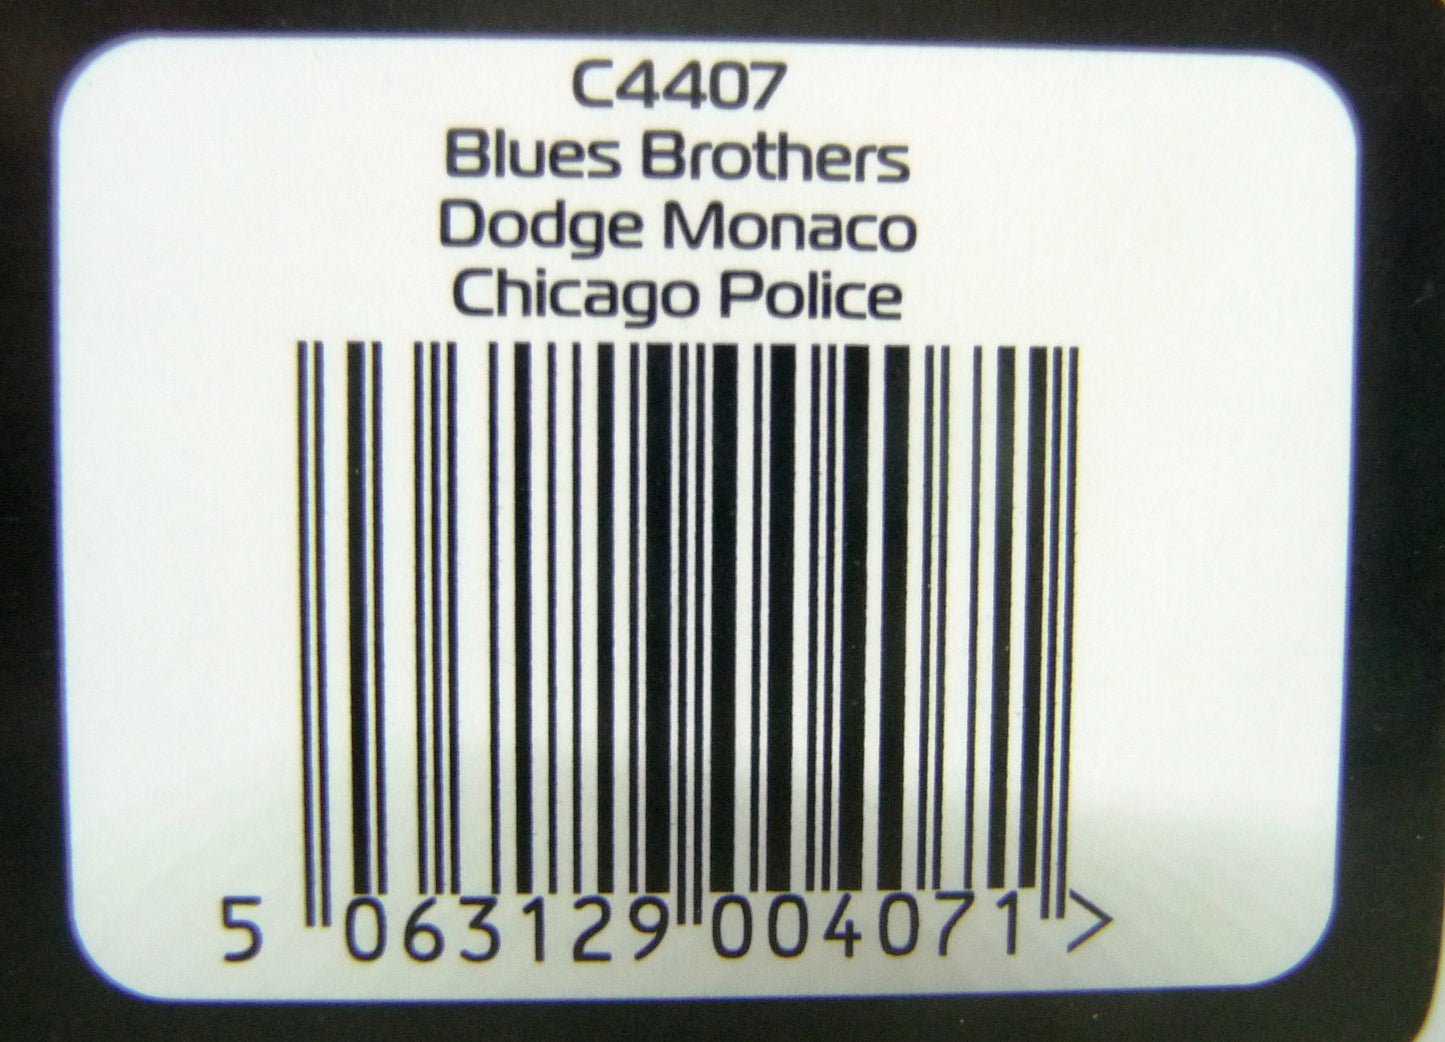 C4407
Blues Brothers
Dodge Monaco
Chicago Police
5 063129 004071 >